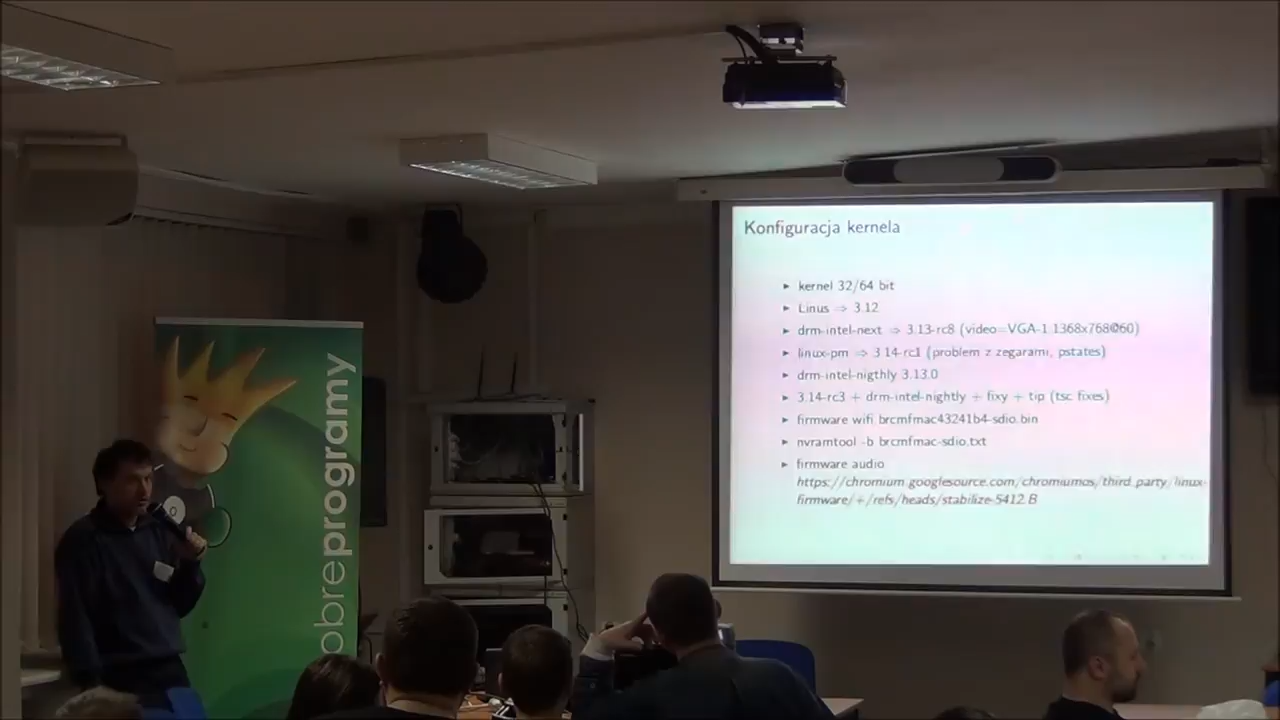 Konfiguracja kernela
kernel 32/64 bit
Linus ⇒ 3.12
drm-intel-next ⇒ 3.13-rc8 (video=VGA-1:1368x768@60)
linux-pm ⇒ 3.14-rc1 (problem z zegarami, pstates)
drm-intel-nigthly 3.13.0
3.14-rc3 + drm-intel-nightly + fixy + tip (tsc fixes)
firmware wifi brcmfmac43241b4-sdio.bin
nvramtool -b brcmfmac-sdio.txt
firmware audio
https://chromium.googlesource.com/chromiumos/third_party/linux-
firmware/+/refs/heads/stabilize-5412.B
obreprogramy